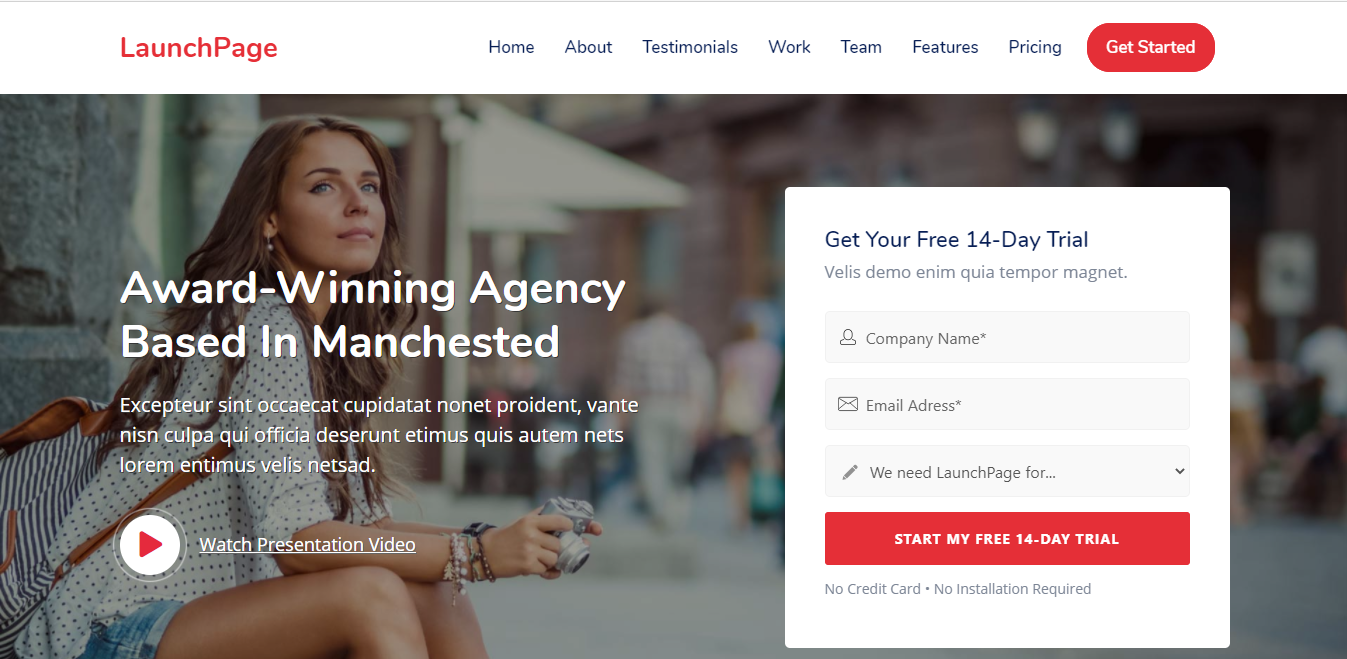 LaunchPage
Home About Testimonials Work Team Features Pricing Get Started
Award-Winning Agency
Based In Manchested
Excepteur sint occaecat cupidatat nonet proident, vante
nisn culpa qui officia deserunt etimus quis autem nets
lorem entimus velis netsad.
Watch Presentation Video
Get Your Free 14-Day Trial
Velis demo enim quia tempor magnet.
Company Name*
Email Adress*
We need LaunchPage for...
START MY FREE 14-DAY TRIAL
No Credit Card • No Installation Required